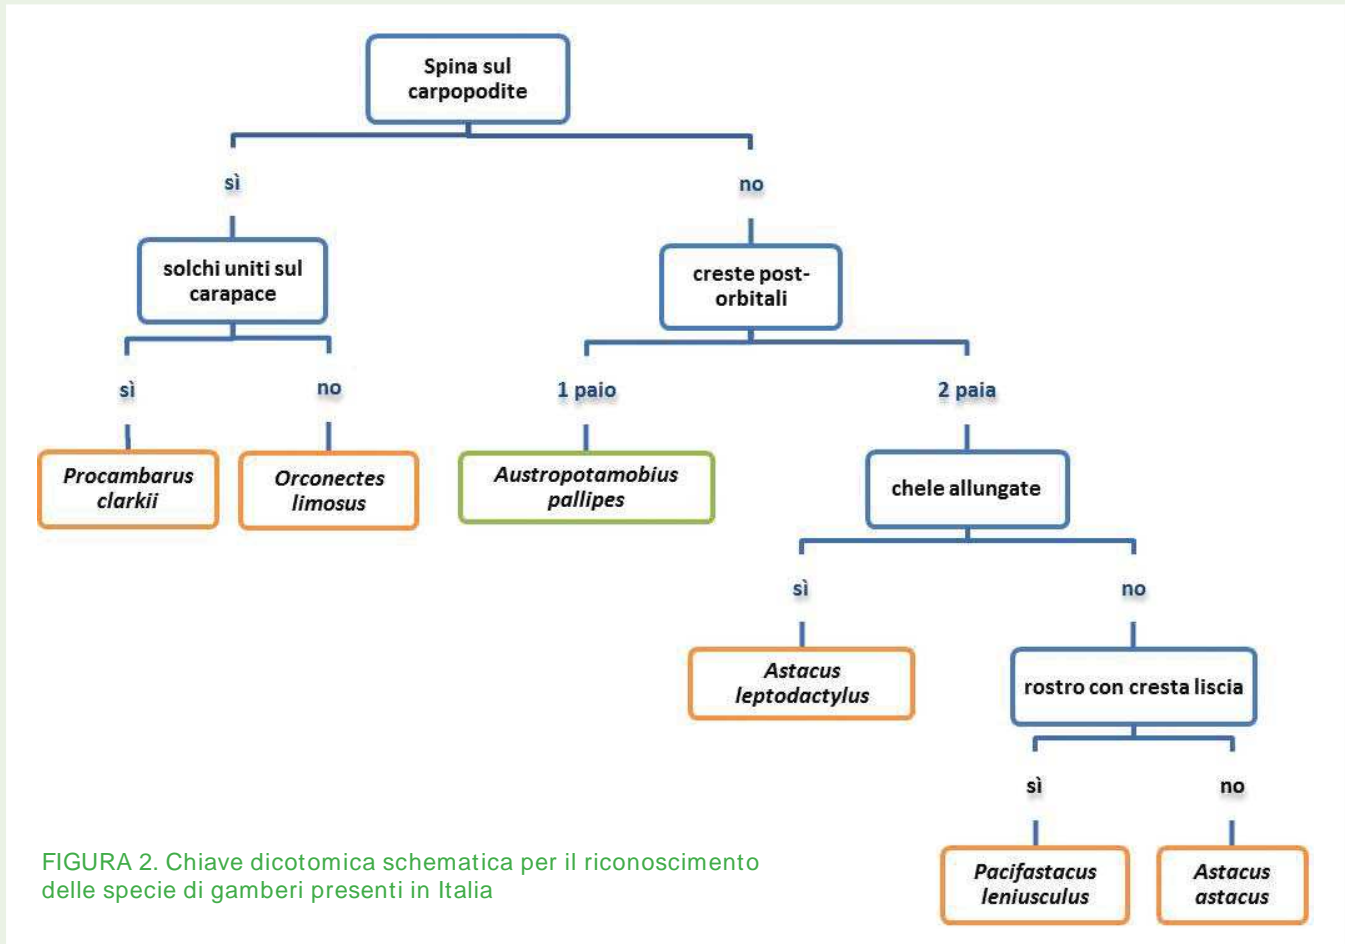 Spina sul
carpopodite
sì
no
solchi uniti sul
carapace
creste post-
orbitali
sì
no
1 paio
2 paia
Procambarus
clarkii
Orconectes
limosus
Austropotamobius
pallipes
chele allungate
sì
no
Astacus
leptodactylus
rostro con cresta liscia
sì
no
Pacifastacus
leniusculus
Astacus
astacus
FIGURA 2. Chiave dicotomica schematica per il riconoscimento
delle specie di gamberi presenti in Italia